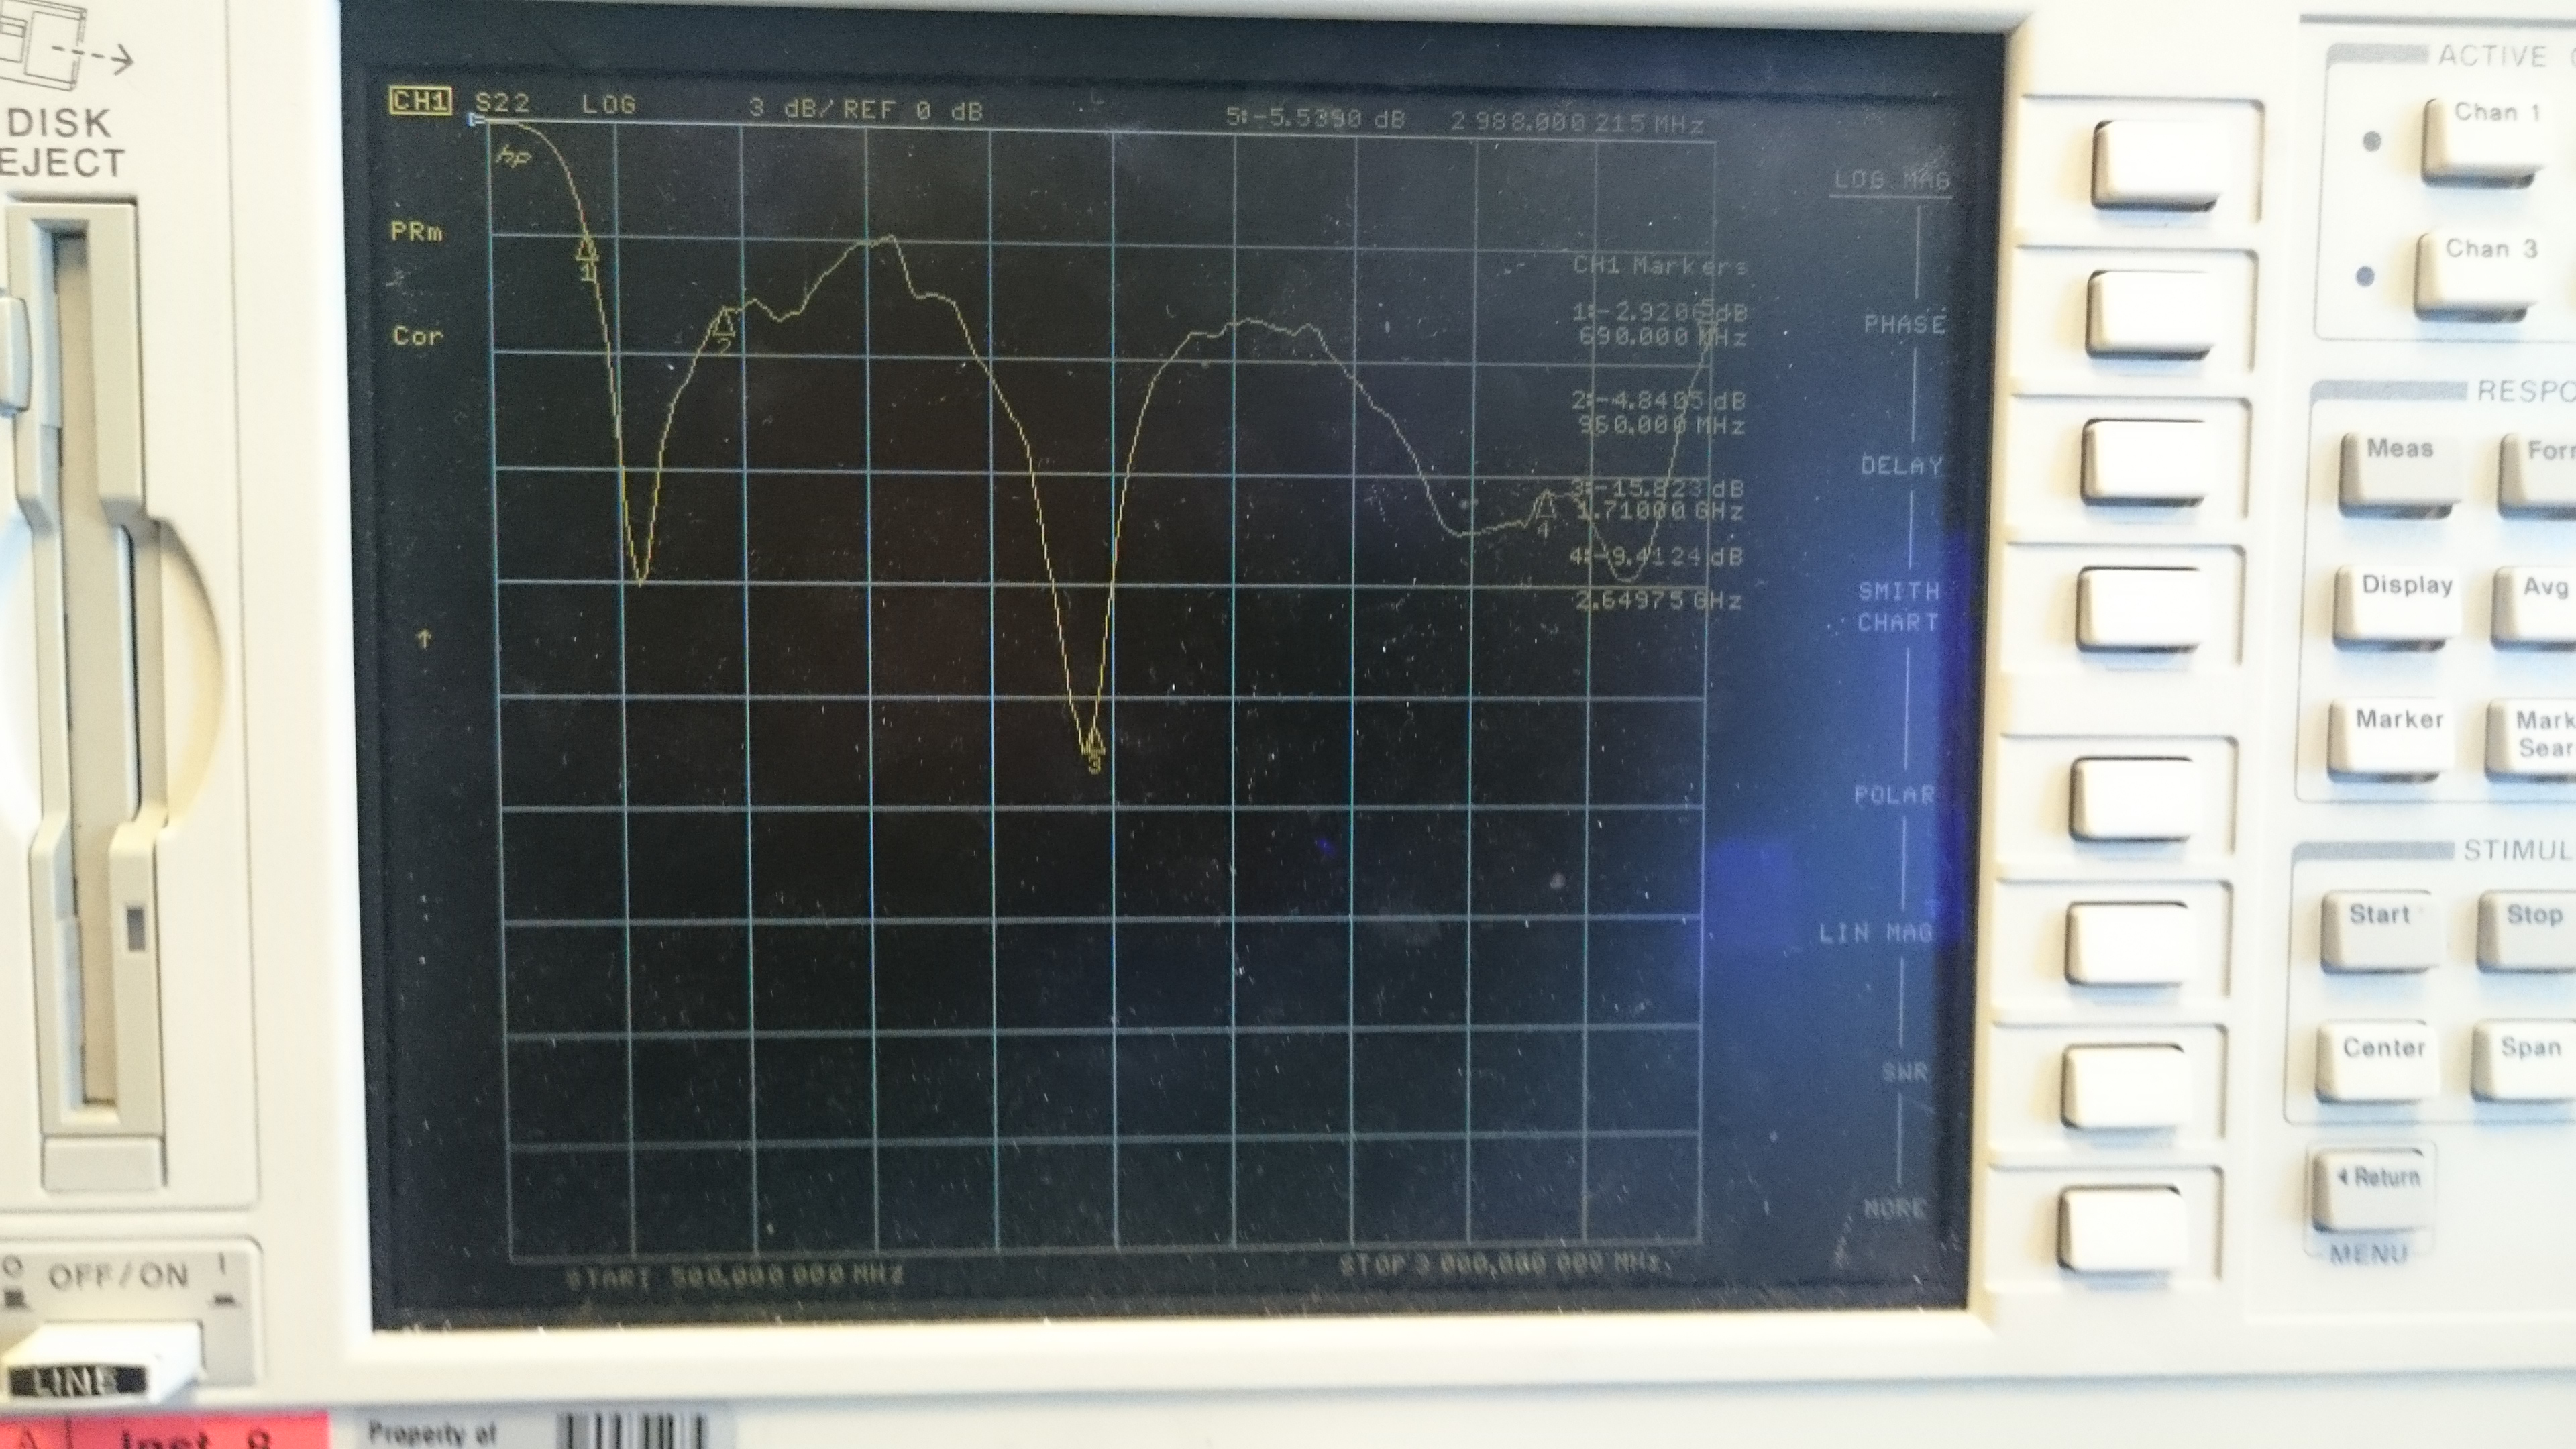 DISK
EJECT
CH1 S22 LOG 3 dB/ REF 0 dB 5:-5.5390 dB 2 988.000 215 MHz
hp
PRm
Cor
↑
1
2
3
4
5
CH1 Markers
1:-2.9206 dB
690.000 MHz
2:-4.8405 dB
960.000 MHz
3:-15.823 dB
1.71000 GHz
4:-9.4124 dB
2.64975 GHz
START 500.000 000 MHz STOP 3 000.000 000 MHz
LOG MAG
PHASE
DELAY
SMITH
CHART
POLAR
LIN MAG
SWR
MORE
ACTIVE
Chan 1
Chan 3
RESPO
Meas
Display Avg
Marker Mark
Sear
STIMUL
Start Stop
Center Span
Return
MENU
O OFF/ON I
LINE
Inst. 8
Property of